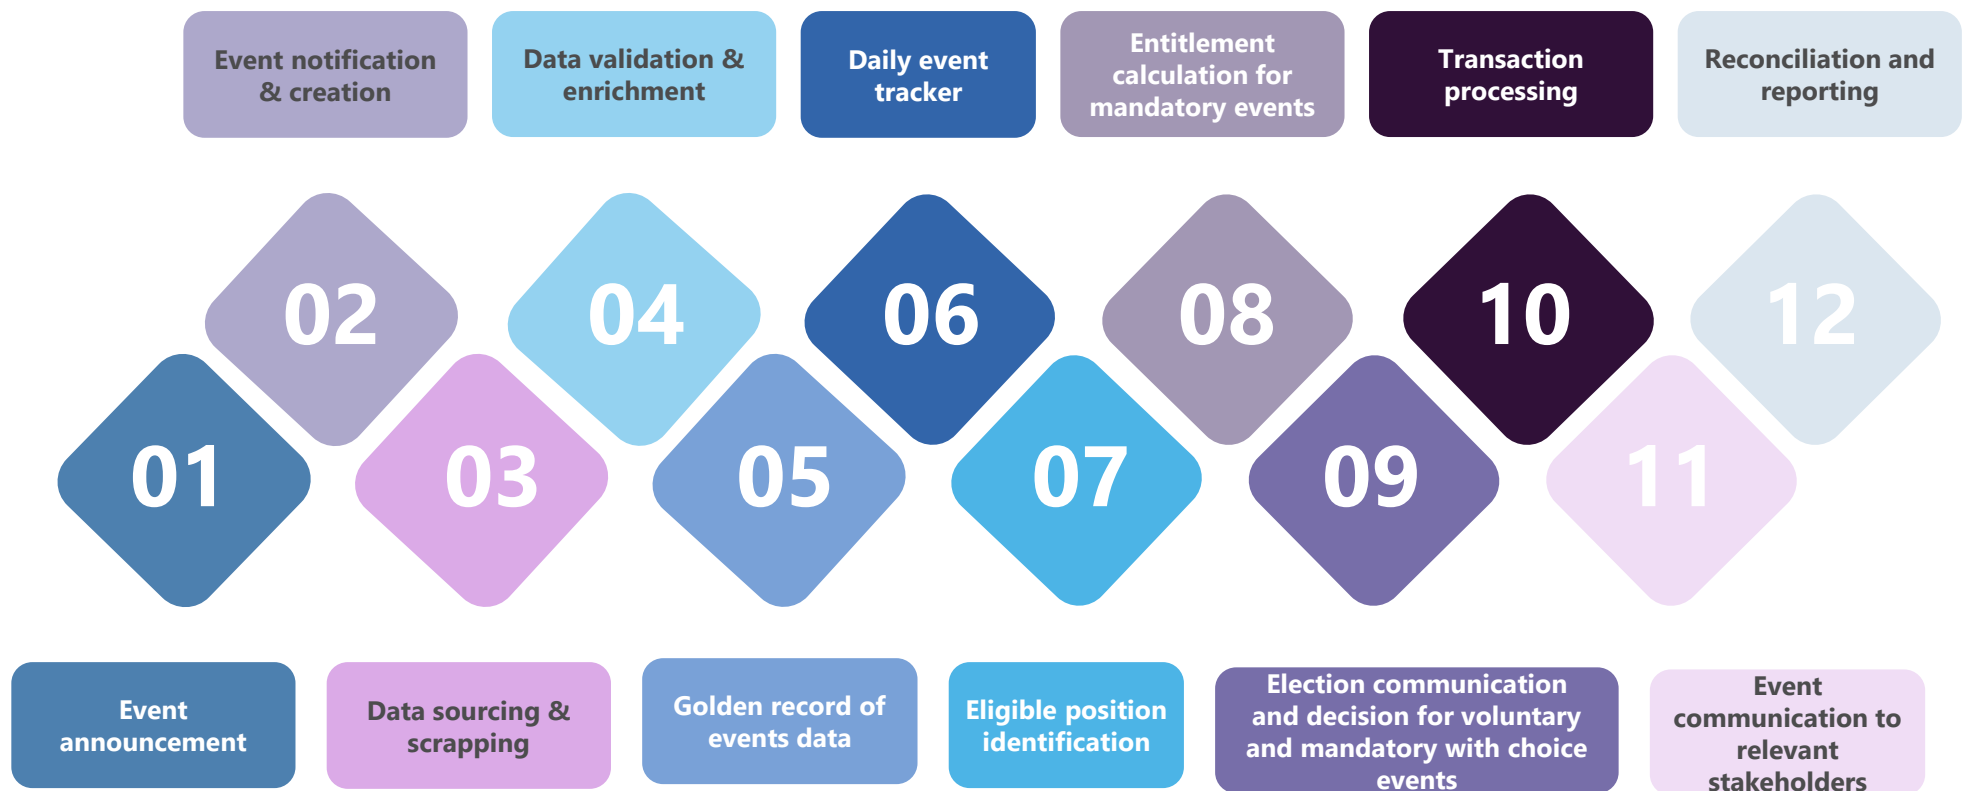 Event notification
& creation
Data validation &
enrichment
Daily event
tracker
Entitlement
calculation for
mandatory events
Transaction
processing
Reconciliation and
reporting
02
04
06
08
10
12
01
03
05
07
09
11
Event
announcement
Data sourcing &
scrapping
Golden record of
events data
Eligible position
identification
Election communication
and decision for voluntary
and mandatory with choice
events
Event
communication to
relevant
stakeholders